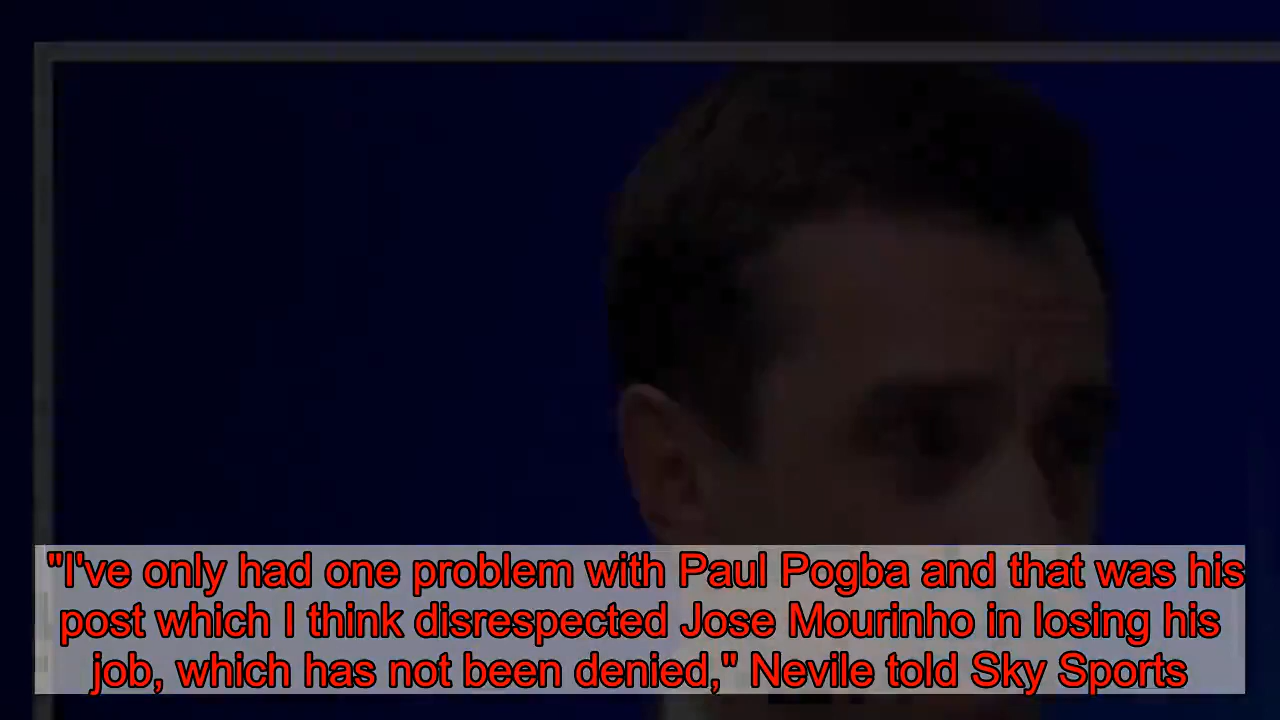 "I've only had one problem with Paul Pogba and that was his
post which I think disrespected Jose Mourinho in losing his
job, which has not been denied," Nevile told Sky Sports